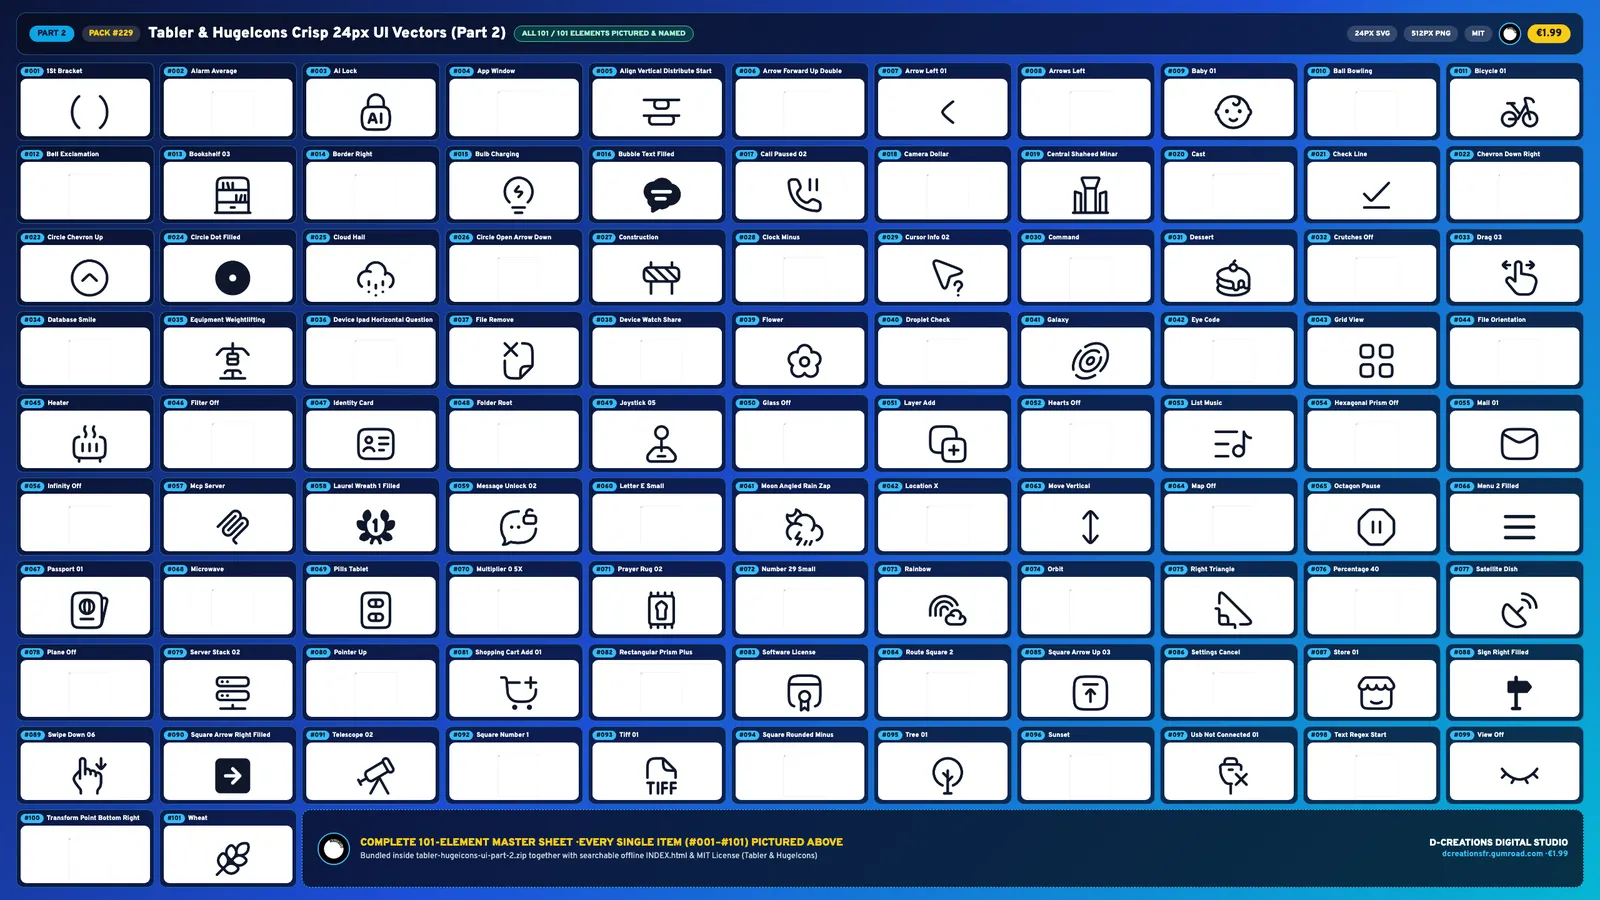 PART 2 PACK #229 Tabler & HugeIcons Crisp 24px UI Vectors (Part 2) ALL 101 / 101 ELEMENTS PICTURED & NAMED 24PX SVG 512PX PNG MIT €1.99
#001 1St Bracket #002 Alarm Average #003 Ai Lock #004 App Window #005 Align Vertical Distribute Start #006 Arrow Forward Up Double #007 Arrow Left 01 #008 Arrows Left #009 Baby 01 #010 Ball Bowling #011 Bicycle 01
AI
#012 Bell Exclamation #013 Bookshelf 03 #014 Border Right #015 Bulb Charging #016 Bubble Text Filled #017 Call Paused 02 #018 Camera Dollar #019 Central Shaheed Minar #020 Cast #021 Check Line #022 Chevron Down Right
#023 Circle Chevron Up #024 Circle Dot Filled #025 Cloud Hail #026 Circle Open Arrow Down #027 Construction #028 Clock Minus #029 Cursor Info 02 #030 Command #031 Dessert #032 Crutches Off #033 Drag 03
?
#034 Database Smile #035 Equipment Weightlifting #036 Device Ipad Horizontal Question #037 File Remove #038 Device Watch Share #039 Flower #040 Droplet Check #041 Galaxy #042 Eye Code #043 Grid View #044 File Orientation
#045 Heater #046 Filter Off #047 Identity Card #048 Folder Root #049 Joystick 05 #050 Glass Off #051 Layer Add #052 Hearts Off #053 List Music #054 Hexagonal Prism Off #055 Mail 01
#056 Infinity Off #057 Mcp Server #058 Laurel Wreath 1 Filled #059 Message Unlock 02 #060 Letter E Small #061 Moon Angled Rain Zap #062 Location X #063 Move Vertical #064 Map Off #065 Octagon Pause #066 Menu 2 Filled
1
#067 Passport 01 #068 Microwave #069 Pills Tablet #070 Multiplier 0 5X #071 Prayer Rug 02 #072 Number 29 Small #073 Rainbow #074 Orbit #075 Right Triangle #076 Percentage 40 #077 Satellite Dish
#078 Plane Off #079 Server Stack 02 #080 Pointer Up #081 Shopping Cart Add 01 #082 Rectangular Prism Plus #083 Software License #084 Route Square 2 #085 Square Arrow Up 03 #086 Settings Cancel #087 Store 01 #088 Sign Right Filled
#089 Swipe Down 06 #090 Square Arrow Right Filled #091 Telescope 02 #092 Square Number 1 #093 Tiff 01 #094 Square Rounded Minus #095 Tree 01 #096 Sunset #097 Usb Not Connected 01 #098 Text Regex Start #099 View Off
TIFF
#100 Transform Point Bottom Right #101 Wheat
COMPLETE 101-ELEMENT MASTER SHEET · EVERY SINGLE ITEM (#001–#101) PICTURED ABOVE
Bundled inside tabler-hugeicons-ui-part-2.zip together with searchable offline INDEX.html & MIT License (Tabler & HugeIcons)
D-CREATIONS DIGITAL STUDIO
dcreationsfr.gumroad.com · €1.99